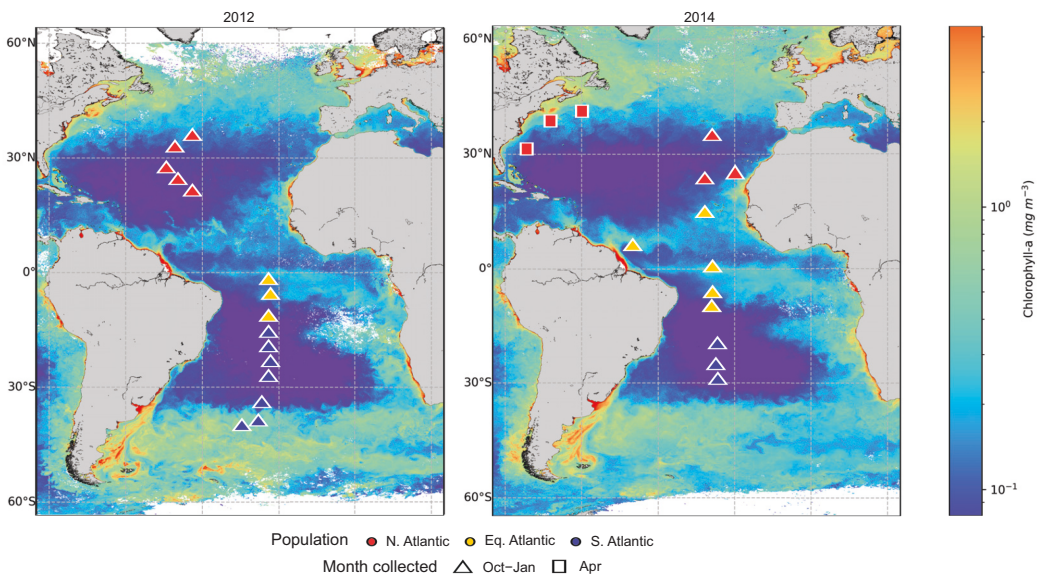 2012
2014
60°N
30°N
0°
30°S
60°S
60°N
30°N
0°
30°S
60°S
10⁰
10⁻¹
Chlorophyll-a (mg m⁻³)
Population N. Atlantic Eq. Atlantic S. Atlantic
Month collected Oct–Jan Apr